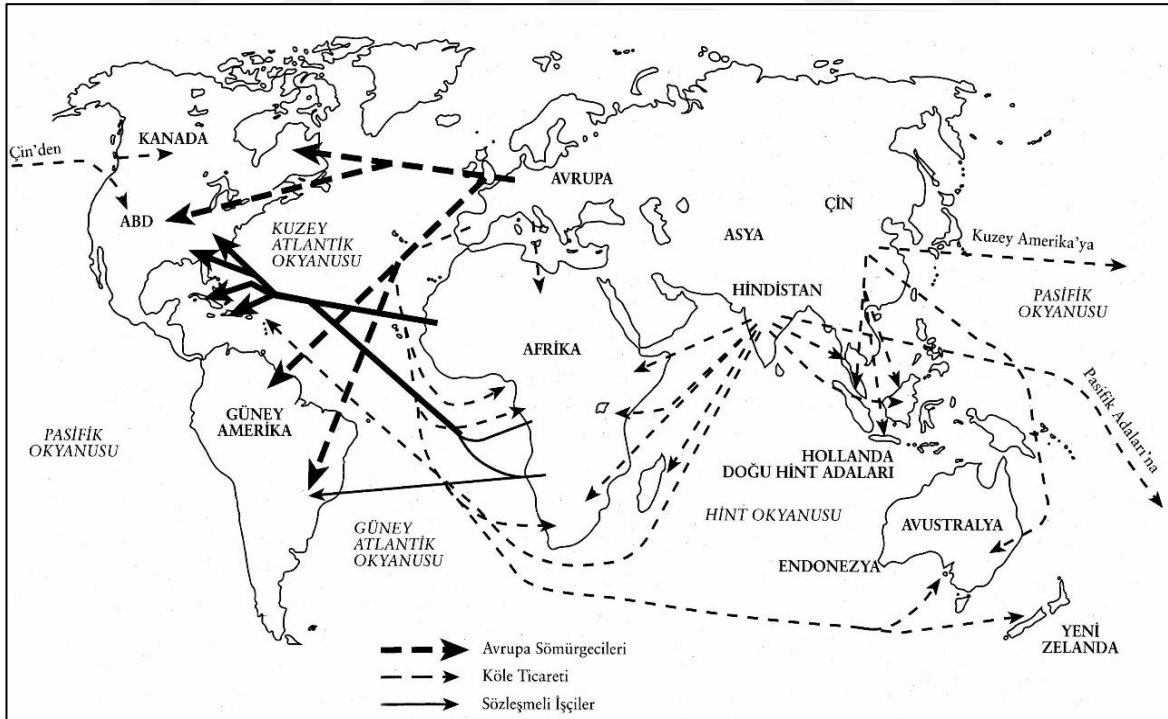 KANADA
Çin'den
ABD
KUZEY
ATLANTİK
OKYANUSU
AVRUPA
ASYA
ÇİN
Kuzey Amerika'ya
PASİFİK
OKYANUSU
HİNDİSTAN
AFRİKA
Pasifik Adaları'na
GÜNEY
AMERİKA
PASİFİK
OKYANUSU
HOLLANDA
DOĞU HİNT ADALARI
HİNT OKYANUSU
AVUSTRALYA
GÜNEY
ATLANTİK
OKYANUSU
ENDONEZYA
YENİ
ZELANDA
Avrupa Sömürgecileri
Köle Ticareti
Sözleşmeli İşçiler